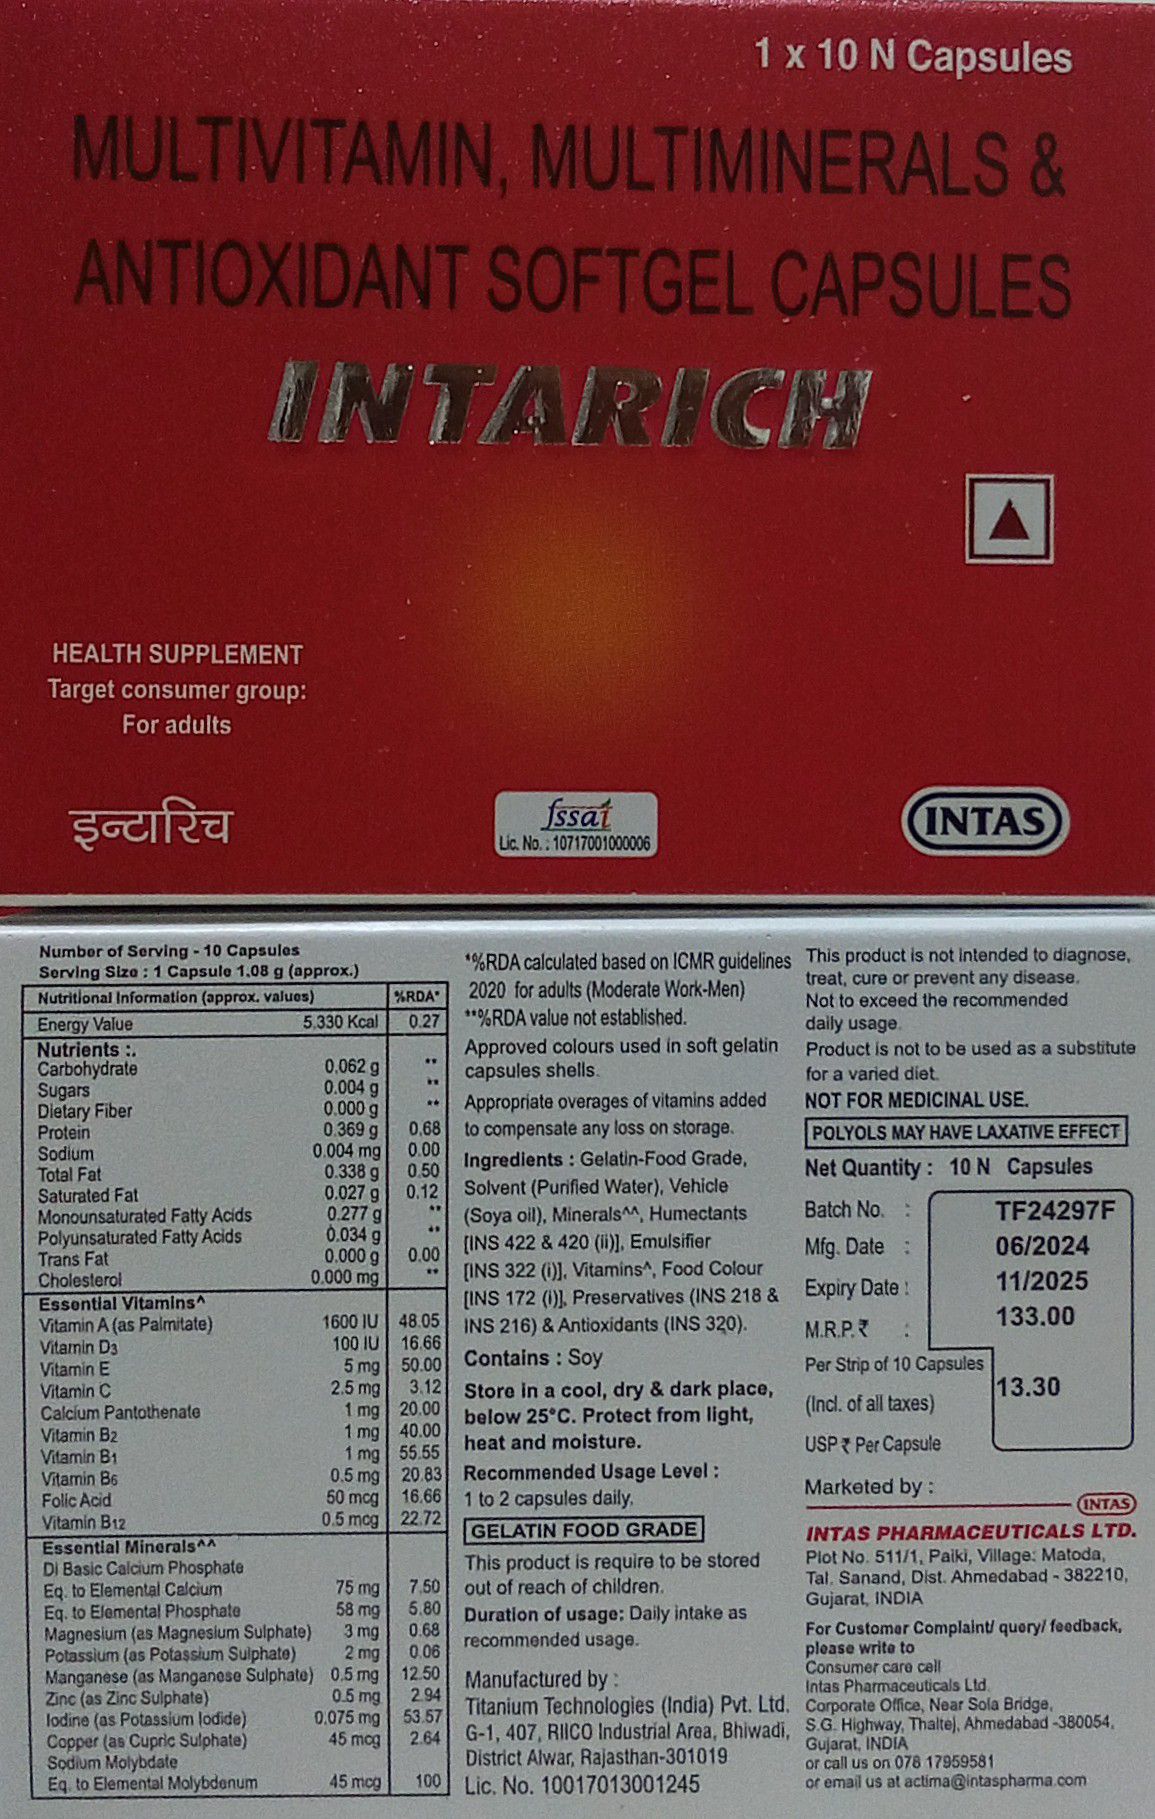 1 x 10 N Capsules
MULTIVITAMIN, MULTIMINERALS &
ANTIOXIDANT SOFTGEL CAPSULES
INTARICH
HEALTH SUPPLEMENT
Target consumer group:
For adults
इन्टारिच
fssai
Lic. No. : 10717001000006
INTAS
Number of Serving - 10 Capsules
Serving Size : 1 Capsule 1.08 g (approx.)
Nutritional Information (approx. values) %RDA*
Energy Value 5.330 Kcal 0.27
Nutrients :.
Carbohydrate 0.062 g **
Sugars 0.004 g **
Dietary Fiber 0.000 g **
Protein 0.369 g 0.68
Sodium 0.004 mg 0.00
Total Fat 0.338 g 0.50
Saturated Fat 0.027 g 0.12
Monounsaturated Fatty Acids 0.277 g **
Polyunsaturated Fatty Acids 0.034 g **
Trans Fat 0.000 g 0.00
Cholesterol 0.000 mg **
Essential Vitamins^
Vitamin A (as Palmitate) 1600 IU 48.05
Vitamin D3 100 IU 16.66
Vitamin E 5 mg 50.00
Vitamin C 2.5 mg 3.12
Calcium Pantothenate 1 mg 20.00
Vitamin B2 1 mg 40.00
Vitamin B1 1 mg 55.55
Vitamin B6 0.5 mg 20.83
Folic Acid 50 mcg 16.66
Vitamin B12 0.5 mcg 22.72
Essential Minerals^^
Di Basic Calcium Phosphate
Eq. to Elemental Calcium 75 mg 7.50
Eq. to Elemental Phosphate 58 mg 5.80
Magnesium (as Magnesium Sulphate) 3 mg 0.68
Potassium (as Potassium Sulphate) 2 mg 0.06
Manganese (as Manganese Sulphate) 0.5 mg 12.50
Zinc (as Zinc Sulphate) 0.5 mg 2.94
Iodine (as Potassium Iodide) 0.075 mg 53.57
Copper (as Cupric Sulphate) 45 mcg 2.64
Sodium Molybdate
Eq. to Elemental Molybdenum 45 mcg 100
*%RDA calculated based on ICMR guidelines
2020 for adults (Moderate Work-Men)
**%RDA value not established.
Approved colours used in soft gelatin
capsules shells.
Appropriate overages of vitamins added
to compensate any loss on storage.
Ingredients : Gelatin-Food Grade,
Solvent (Purified Water), Vehicle
(Soya oil), Minerals^^, Humectants
[INS 422 & 420 (ii)], Emulsifier
[INS 322 (i)], Vitamins^, Food Colour
[INS 172 (i)], Preservatives (INS 218 &
INS 216) & Antioxidants (INS 320).
Contains : Soy
Store in a cool, dry & dark place,
below 25°C. Protect from light,
heat and moisture.
Recommended Usage Level :
1 to 2 capsules daily.
GELATIN FOOD GRADE
This product is require to be stored
out of reach of children.
Duration of usage: Daily intake as
recommended usage.
Manufactured by :
Titanium Technologies (India) Pvt. Ltd.
G-1, 407, RIICO Industrial Area, Bhiwadi,
District Alwar, Rajasthan-301019
Lic. No. 10017013001245
This product is not intended to diagnose,
treat, cure or prevent any disease.
Not to exceed the recommended
daily usage.
Product is not to be used as a substitute
for a varied diet.
NOT FOR MEDICINAL USE.
POLYOLS MAY HAVE LAXATIVE EFFECT
Net Quantity : 10 N Capsules
Batch No. : TF24297F
Mfg. Date : 06/2024
Expiry Date : 11/2025
M.R.P.₹ : 133.00
Per Strip of 10 Capsules
(Incl. of all taxes) 13.30
USP ₹ Per Capsule
Marketed by :
INTAS
INTAS PHARMACEUTICALS LTD.
Plot No. 511/1, Palki, Village: Matoda,
Tal. Sanand, Dist. Ahmedabad - 382210,
Gujarat, INDIA
For Customer Complaint/ query/ feedback,
please write to
Consumer care cell
Intas Pharmaceuticals Ltd.
Corporate Office, Near Sola Bridge,
S.G. Highway, Thaltej, Ahmedabad -380054,
Gujarat, INDIA
or call us on 078 17959581
or email us at actima@intaspharma.com